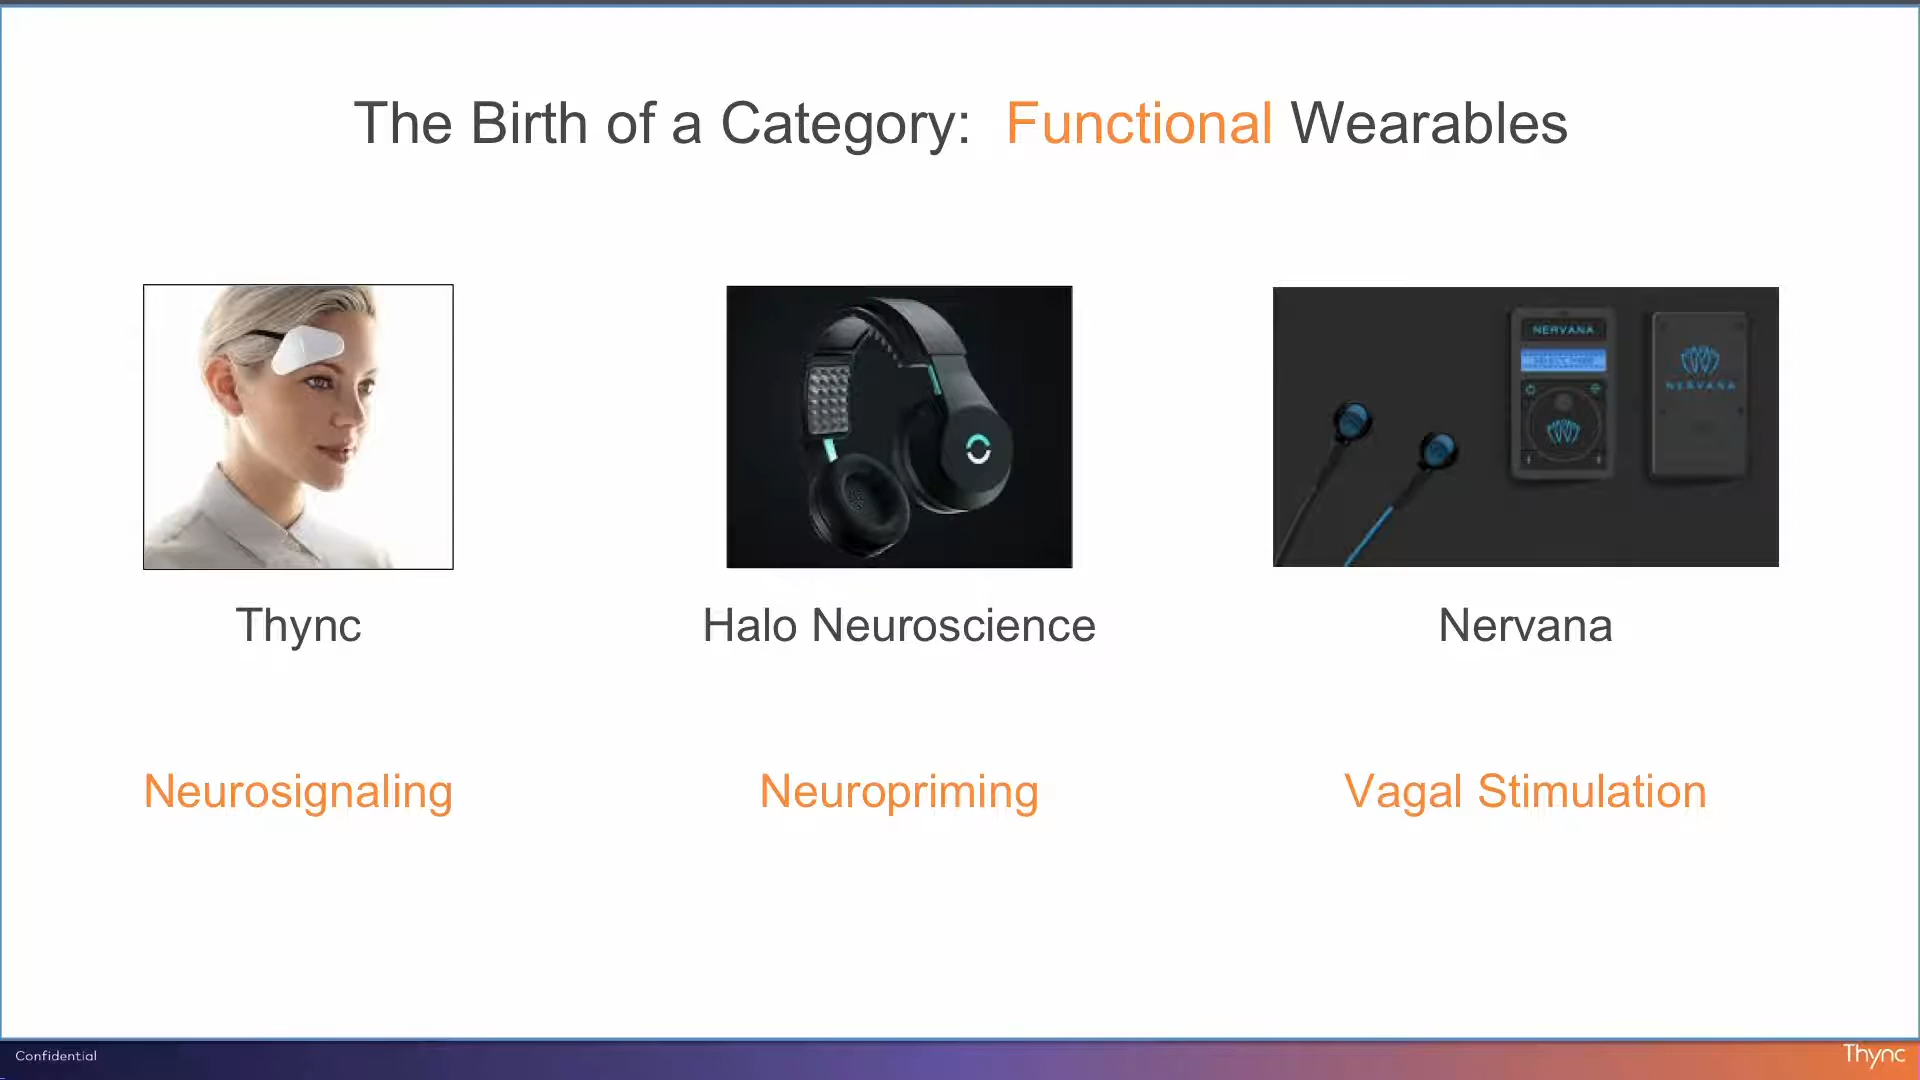 The Birth of a Category: Functional Wearables
NERVANA
NERVANA
Thync
Halo Neuroscience
Nervana
Neurosignaling
Neuropriming
Vagal Stimulation
Confidential
Thync